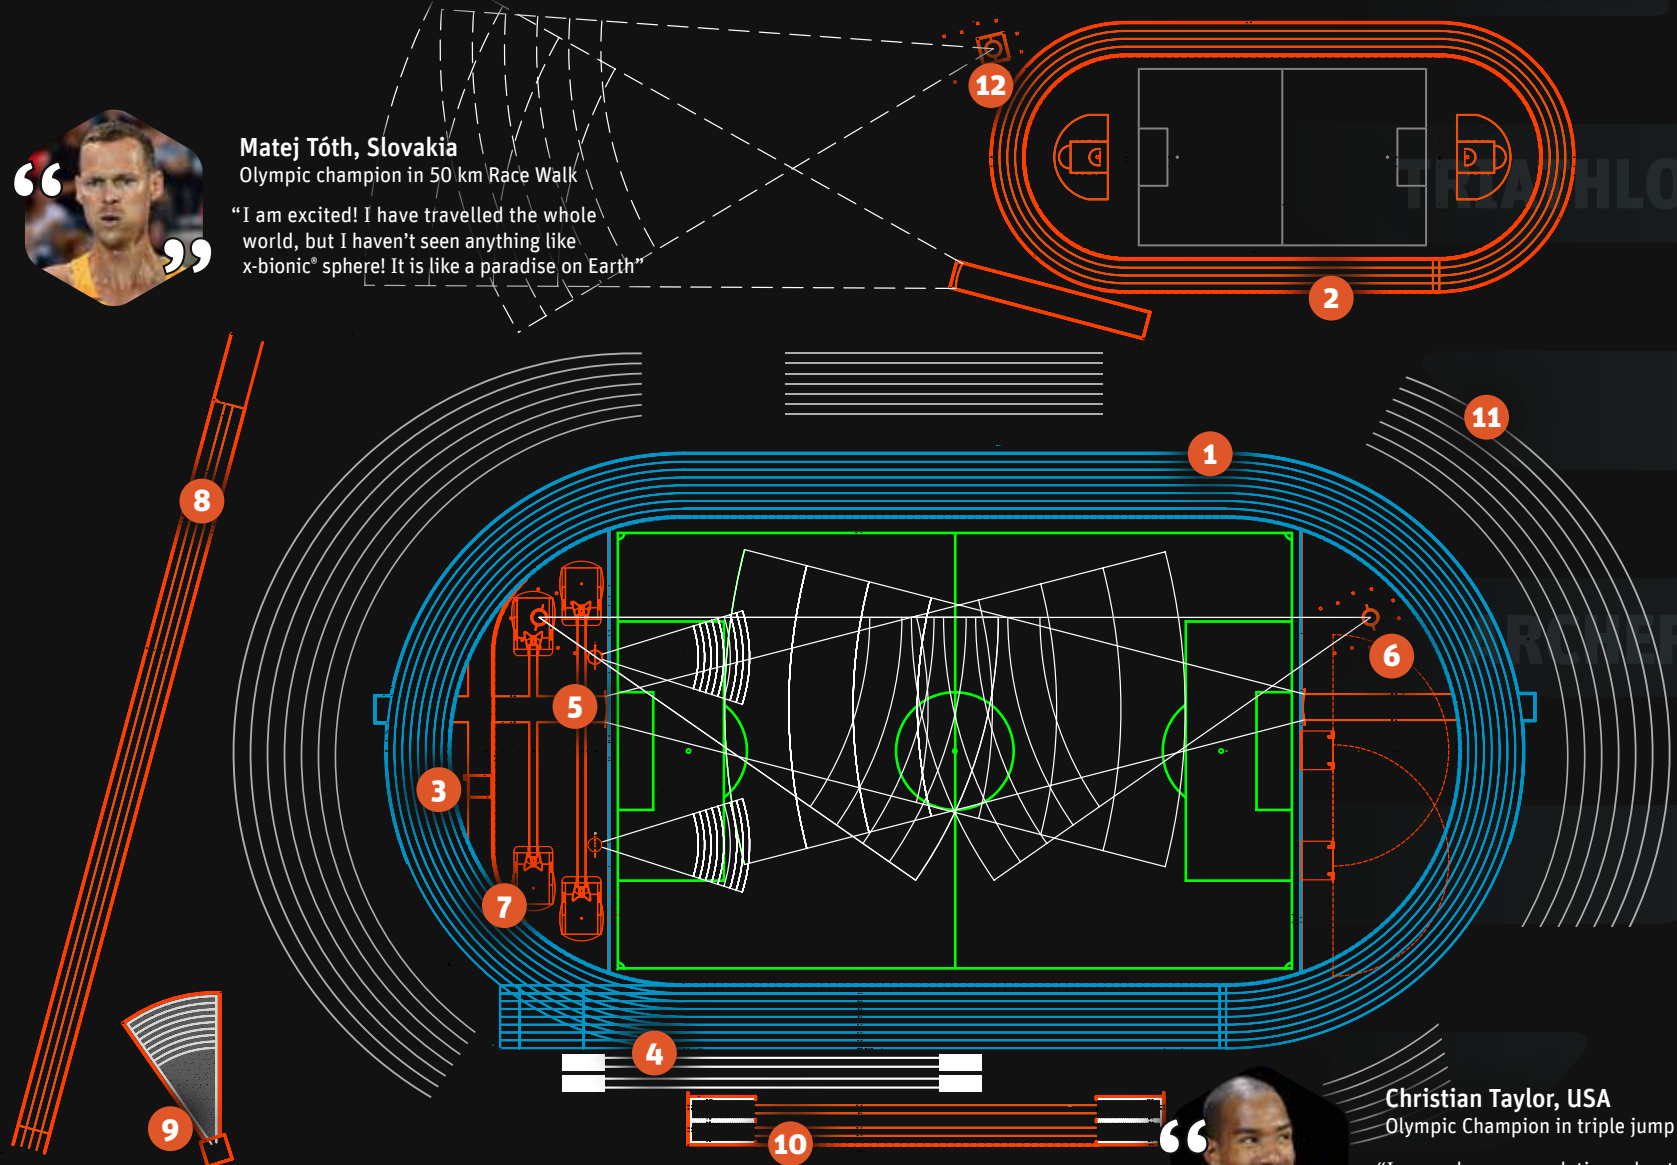 12
Matej Tóth, Slovakia
Olympic champion in 50 km Race Walk
“I am excited! I have travelled the whole
world, but I haven’t seen anything like
x-bionic® sphere! It is like a paradise on Earth”
TRIATHLO
2
11
1
8
ARCHER
6
5
3
7
4
9
10
Christian Taylor, USA
Olympic Champion in triple jump